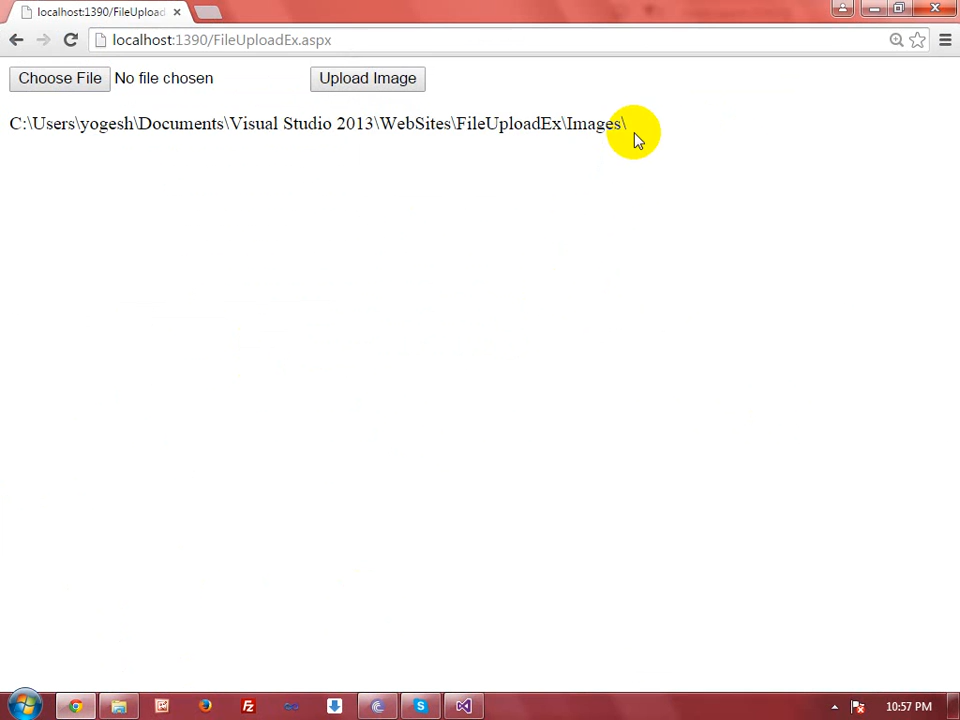 localhost:1390/FileUpload
localhost:1390/FileUploadEx.aspx
Choose File No file chosen Upload Image
C:\Users\yogesh\Documents\Visual Studio 2013\WebSites\FileUploadEx\Images\
10:57 PM